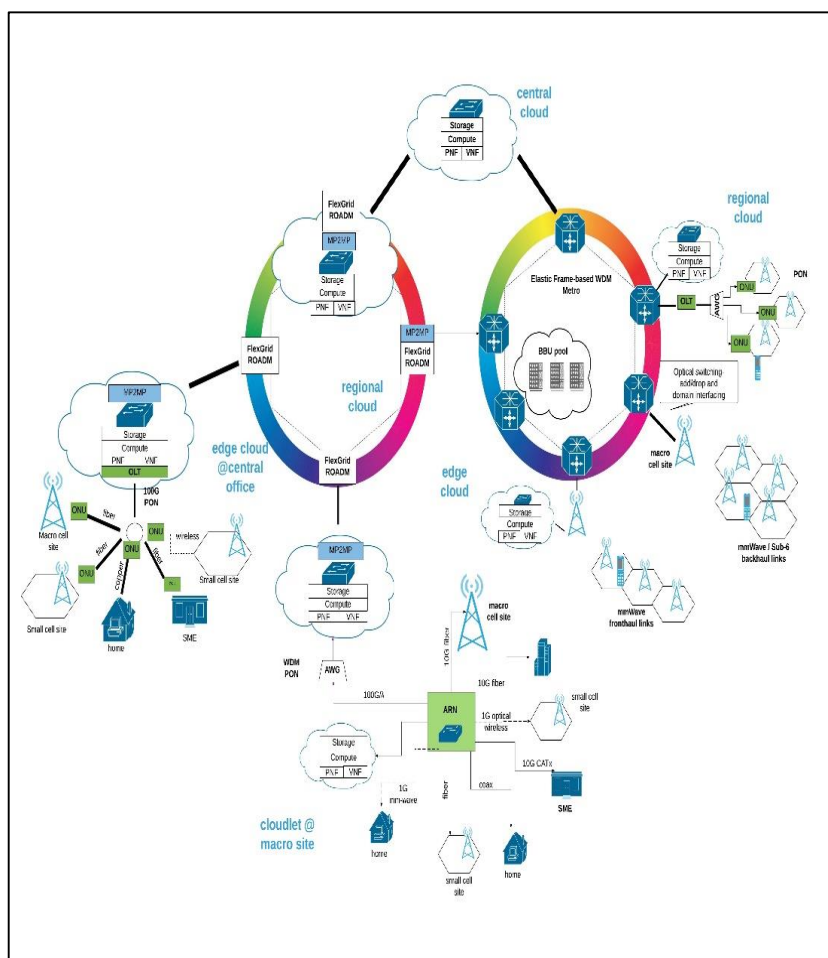 central
cloud
Storage
Compute
PNF VNF
FlexGrid
ROADM
MP2MP
Storage
Compute
PNF VNF
FlexGrid
ROADM
MP2MP
FlexGrid
ROADM
regional
cloud
FlexGrid
ROADM
edge cloud
@central
office
MP2MP
Storage
Compute
PNF VNF
OLT
100G
PON
ONU
fiber
Macro cell
site
ONU
fiber
Small cell site
ONU
copper
home
ONU
wireless
Small cell site
fiber
SME
MP2MP
Storage
Compute
PNF VNF
WDM
PON
AWG
Elastic Frame-based WDM
Metro
BBU pool
regional
cloud
Storage
Compute
PNF VNF
OLT
AWG
ONU
ONU
ONU
PON
Optical switching-
add/drop and
domain interfacing
macro
cell site
edge
cloud
Storage
Compute
PNF VNF
mmWave
fronthaul links
mmWave / Sub-6
backhaul links
macro
cell site
10G fiber
10G fiber
ARN
1G optical
wireless
small cell
site
10G CATx
SME
coax
home
fiber
small cell
site
1G
mm-wave
home
Storage
Compute
PNF VNF
cloudlet @
macro site